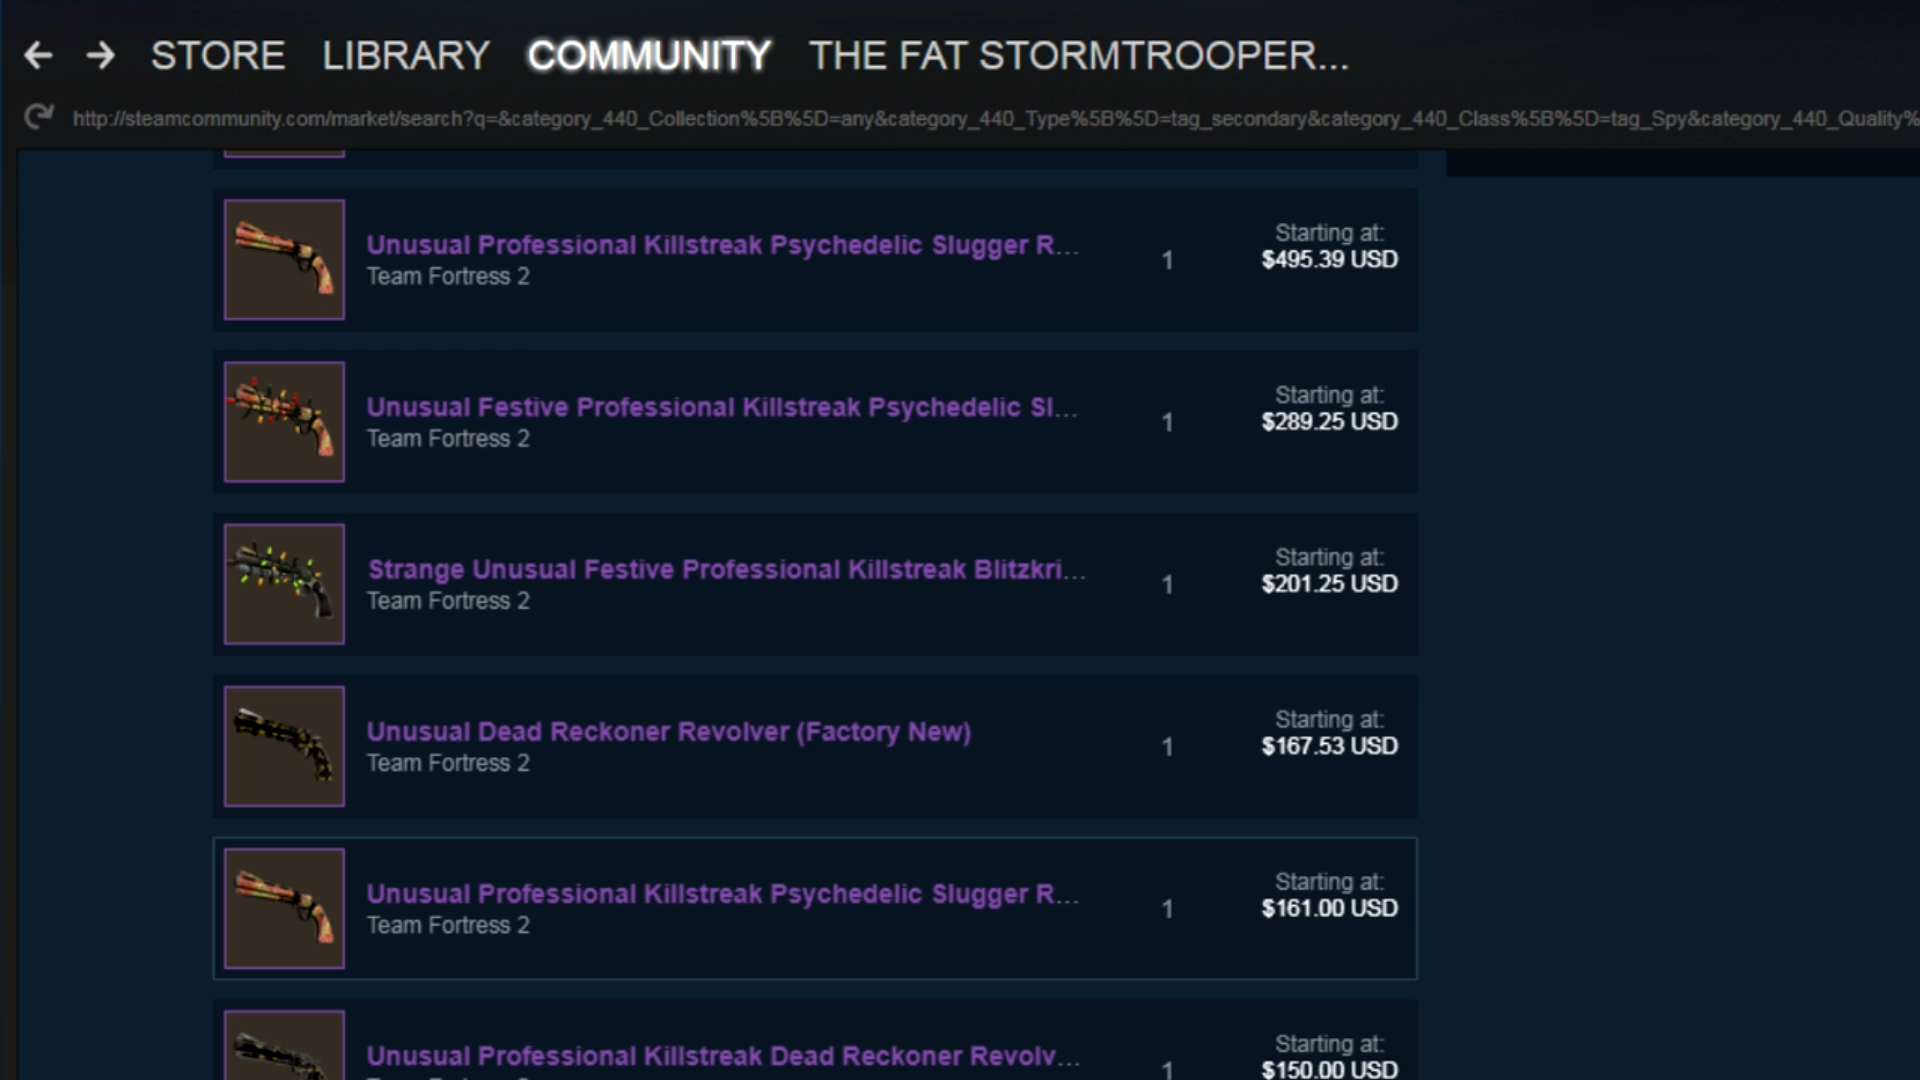 STORE LIBRARY COMMUNITY THE FAT STORMTROOPER...
http://steamcommunity.com/market/search?q=&category_440_Collection%5B%5D=any&category_440_Type%5B%5D=tag_secondary&category_440_Class%5B%5D=tag_Spy&category_440_Quality%
Unusual Professional Killstreak Psychedelic Slugger R...
Team Fortress 2
1
Starting at:
$495.39 USD
Unusual Festive Professional Killstreak Psychedelic Sl...
Team Fortress 2
1
Starting at:
$289.25 USD
Strange Unusual Festive Professional Killstreak Blitzkri...
Team Fortress 2
1
Starting at:
$201.25 USD
Unusual Dead Reckoner Revolver (Factory New)
Team Fortress 2
1
Starting at:
$167.53 USD
Unusual Professional Killstreak Psychedelic Slugger R...
Team Fortress 2
1
Starting at:
$161.00 USD
Unusual Professional Killstreak Dead Reckoner Revolv...
1
Starting at:
$150.00 USD